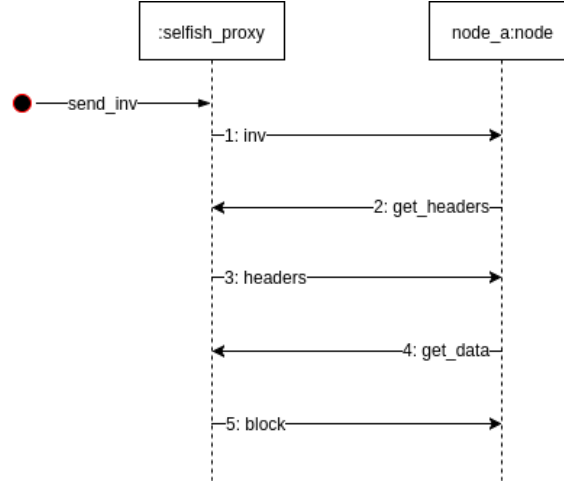 :selfish_proxy
node_a:node
send_inv
1: inv
2: get_headers
3: headers
4: get_data
5: block